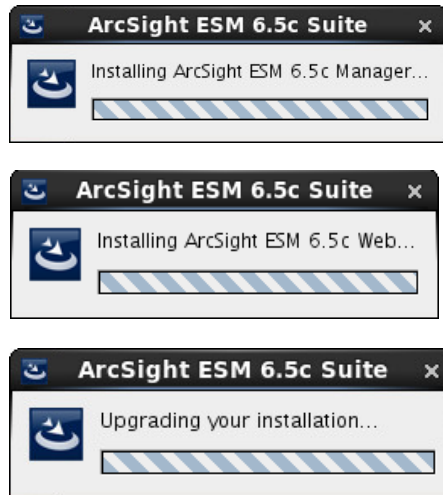 ArcSight ESM 6.5c Suite
Installing ArcSight ESM 6.5c Manager...
ArcSight ESM 6.5c Suite
Installing ArcSight ESM 6.5c Web...
ArcSight ESM 6.5c Suite
Upgrading your installation...